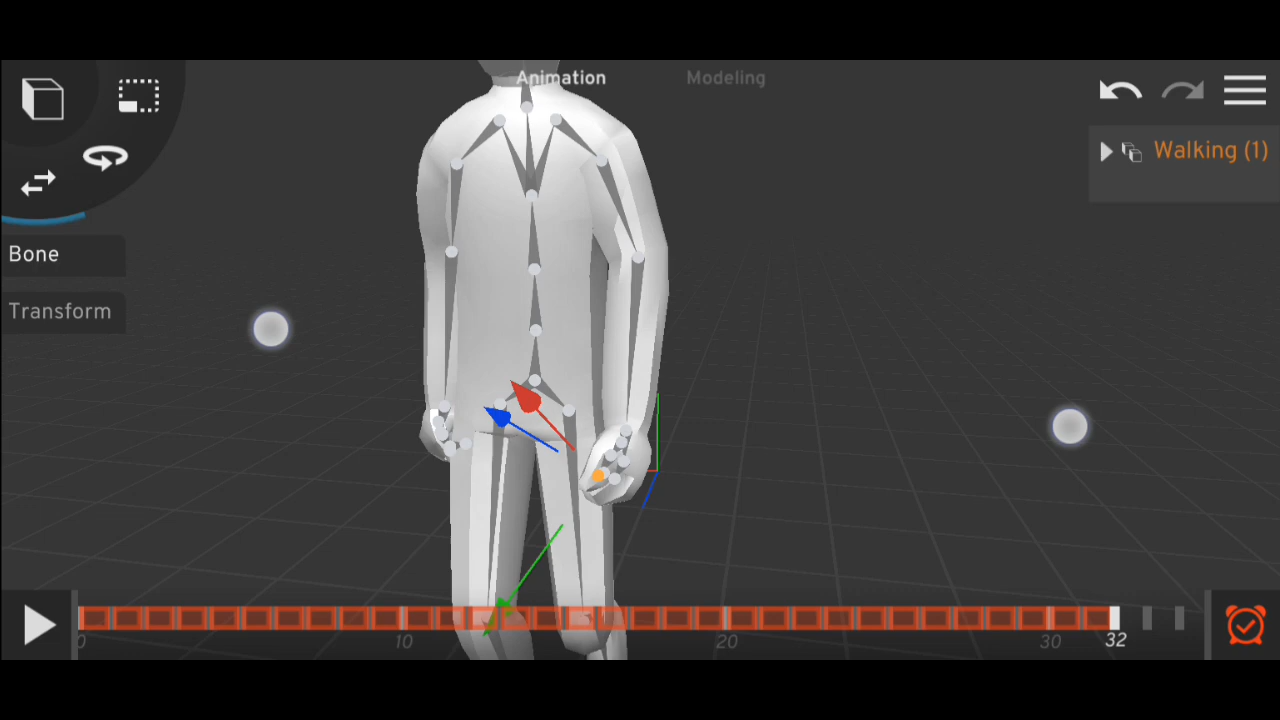 Animation
Modeling
Walking (1)
Bone
Transform
0
10
20
30
32